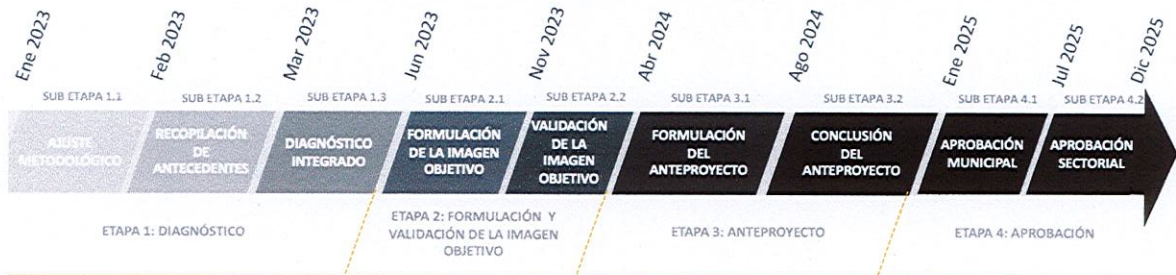 Ene 2023
Feb 2023
Mar 2023
Jun 2023
Nov 2023
Abr 2024
Ago 2024
Ene 2025
Jul 2025
Dic 2025
SUB ETAPA 1.1
SUB ETAPA 1.2
SUB ETAPA 1.3
SUB ETAPA 2.1
SUB ETAPA 2.2
SUB ETAPA 3.1
SUB ETAPA 3.2
SUB ETAPA 4.1
SUB ETAPA 4.2
AJUSTE
METODOLÓGICO
RECOPILACIÓN
DE
ANTECEDENTES
DIAGNÓSTICO
INTEGRADO
FORMULACIÓN
DE LA IMAGEN
OBJETIVO
VALIDACIÓN
DE LA
IMAGEN
OBJETIVO
FORMULACIÓN
DEL
ANTEPROYECTO
CONCLUSIÓN
DEL
ANTEPROYECTO
APROBACIÓN
MUNICIPAL
APROBACIÓN
SECTORIAL
ETAPA 1: DIAGNÓSTICO
ETAPA 2: FORMULACIÓN Y
VALIDACIÓN DE LA IMAGEN
OBJETIVO
ETAPA 3: ANTEPROYECTO
ETAPA 4: APROBACIÓN